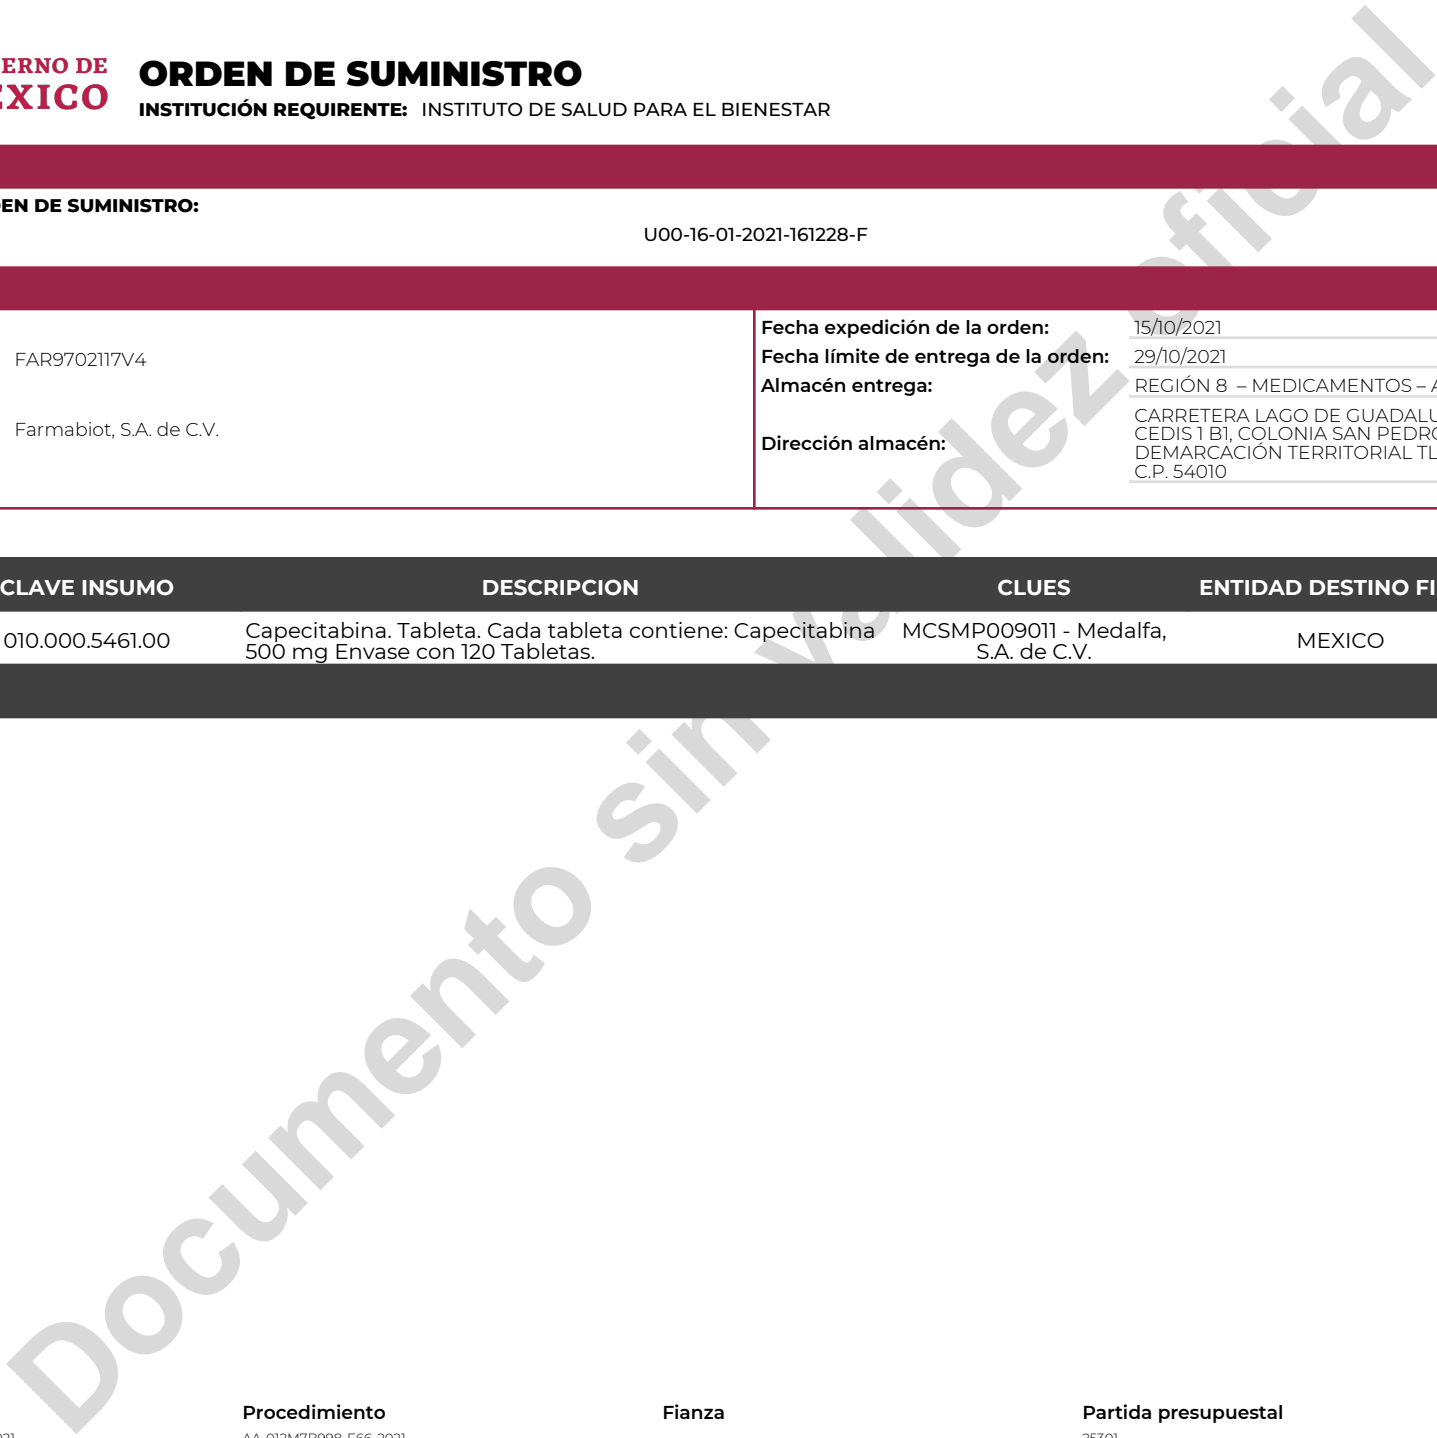 ERNO DE
EXICO
ORDEN DE SUMINISTRO
INSTITUCIÓN REQUIRENTE: INSTITUTO DE SALUD PARA EL BIENESTAR
EN DE SUMINISTRO:
U00-16-01-2021-161228-F
FAR9702117V4
Farmabiot, S.A. de C.V.
Fecha expedición de la orden: 15/10/2021
Fecha límite de entrega de la orden: 29/10/2021
Almacén entrega: REGIÓN 8 – MEDICAMENTOS – A
Dirección almacén:
CARRETERA LAGO DE GUADALU
CEDIS 1 B1, COLONIA SAN PEDRO
DEMARCACIÓN TERRITORIAL TL
C.P. 54010
CLAVE INSUMO DESCRIPCION CLUES ENTIDAD DESTINO FI
010.000.5461.00
Capecitabina. Tableta. Cada tableta contiene: Capecitabina
500 mg Envase con 120 Tabletas.
MCSMP009011 - Medalfa,
S.A. de C.V.
MEXICO
Documento sin validez oficial
Procedimiento Fianza Partida presupuestal